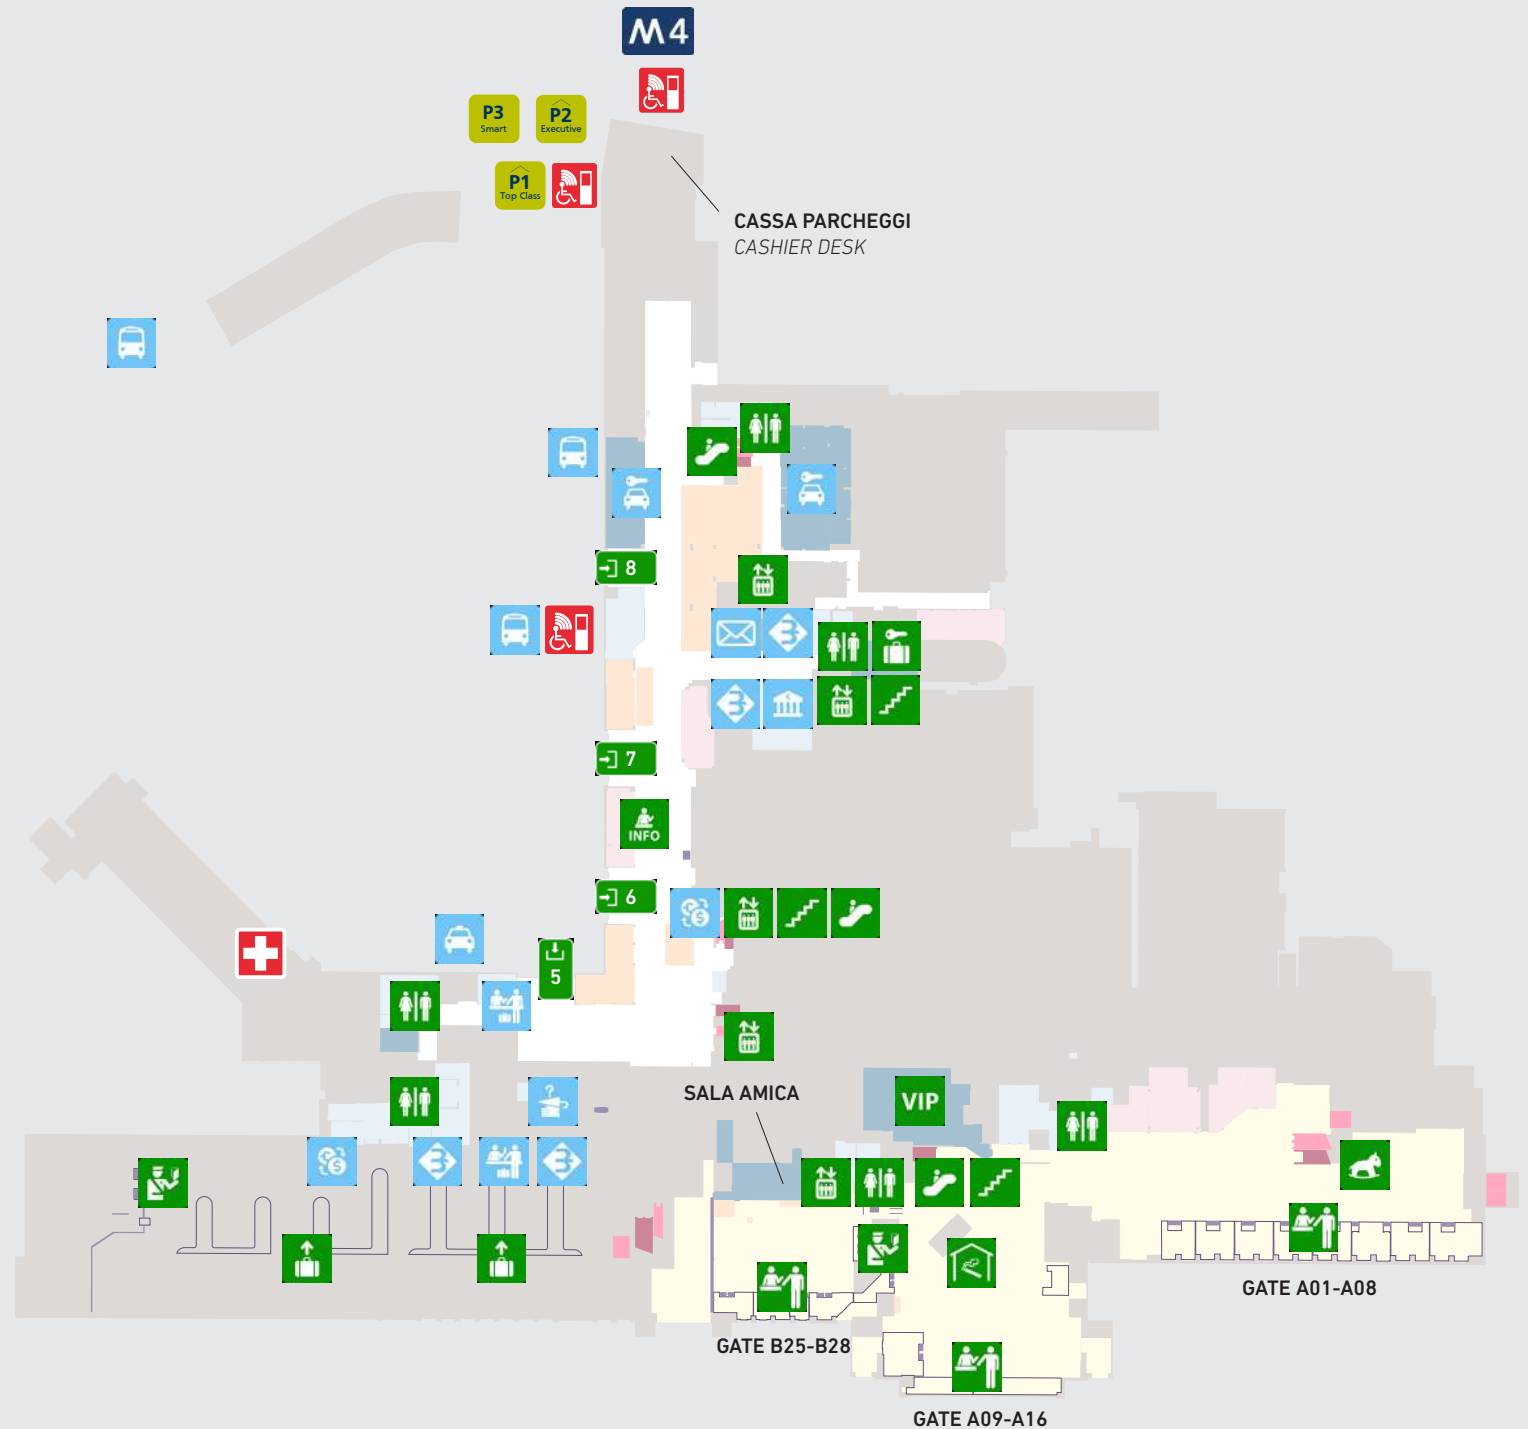 M4
P3
Smart
P2
Executive
P1
Top Class
CASSA PARCHEGGI
CASHIER DESK
8
7
INFO
6
5
SALA AMICA
VIP
GATE A01-A08
GATE B25-B28
GATE A09-A16